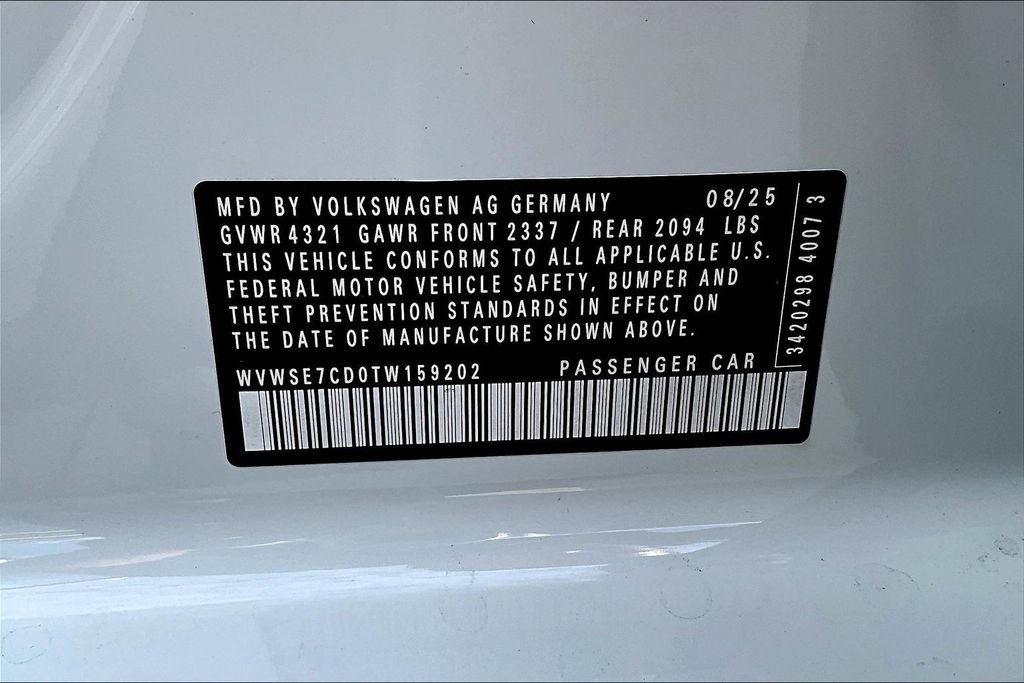 MFD BY VOLKSWAGEN AG GERMANY 08/25
GVWR 4321 GAWR FRONT 2337 / REAR 2094 LBS
THIS VEHICLE CONFORMS TO ALL APPLICABLE U.S.
FEDERAL MOTOR VEHICLE SAFETY, BUMPER AND
THEFT PREVENTION STANDARDS IN EFFECT ON
THE DATE OF MANUFACTURE SHOWN ABOVE.
WVWSE7CD0TW159202 PASSENGER CAR
3420298 4007 3